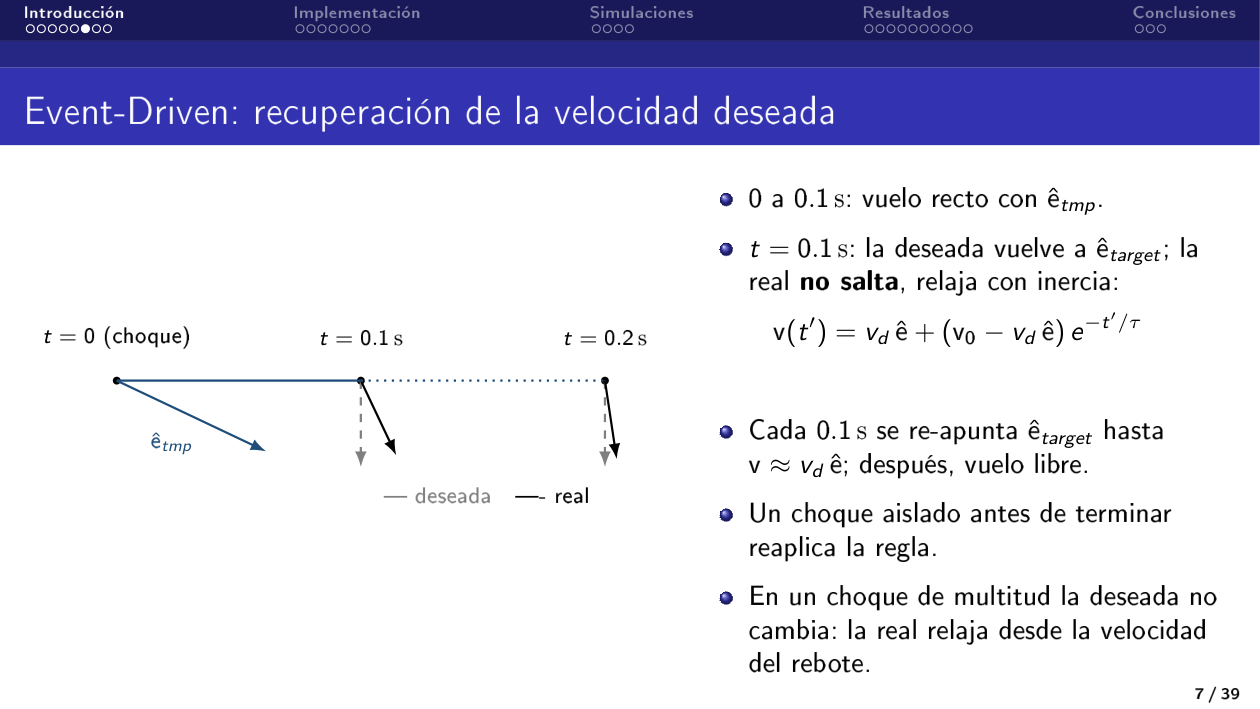 Introducción Implementación Simulaciones Resultados Conclusiones
Event-Driven: recuperación de la velocidad deseada
t = 0 (choque) t = 0.1 s t = 0.2 s
ê_tmp
— deseada —- real
0 a 0.1 s: vuelo recto con ê_tmp.
t = 0.1 s: la deseada vuelve a ê_target; la
real no salta, relaja con inercia:
v(t′) = v_d ê + (v₀ − v_d ê) e^{−t′/τ}
Cada 0.1 s se re-apunta ê_target hasta
v ≈ v_d ê; después, vuelo libre.
Un choque aislado antes de terminar
reaplica la regla.
En un choque de multitud la deseada no
cambia: la real relaja desde la velocidad
del rebote.
7 / 39